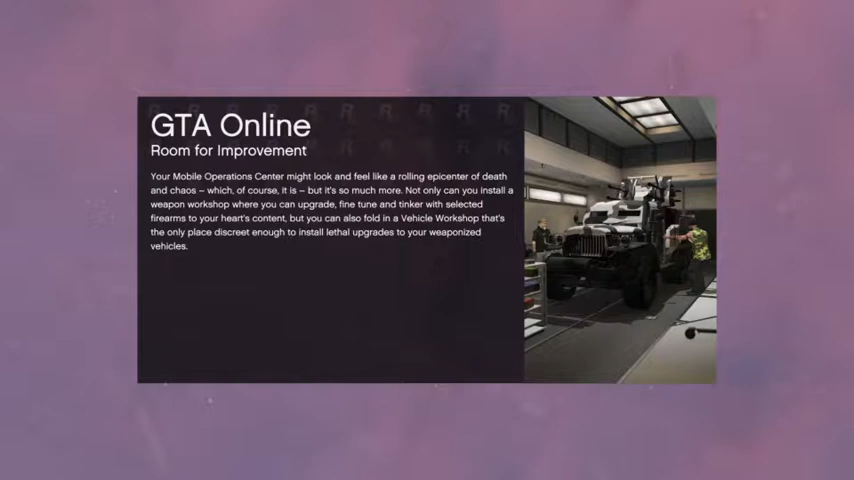 GTA Online
Room for Improvement
Your Mobile Operations Center might look and feel like a rolling epicenter of death
and chaos – which, of course, it is – but it's so much more. Not only can you install a
weapon workshop where you can upgrade, fine tune and tinker with selected
firearms to your heart's content, but you can also fold in a Vehicle Workshop that's
the only place discreet enough to install lethal upgrades to your weaponized
vehicles.